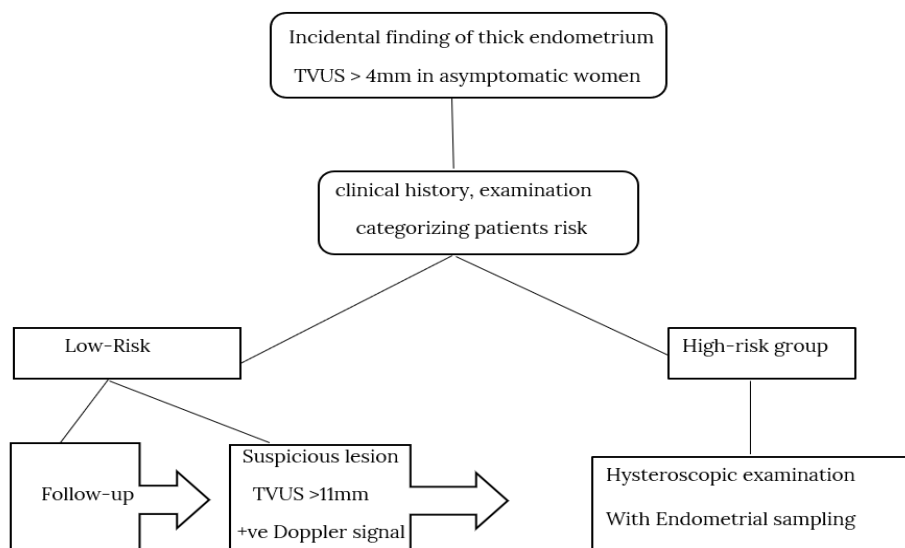 Incidental finding of thick endometrium
TVUS > 4mm in asymptomatic women
clinical history, examination
categorizing patients risk
Low-Risk
High-risk group
Follow-up
Suspicious lesion
TVUS >11mm
+ve Doppler signal
Hysteroscopic examination
With Endometrial sampling